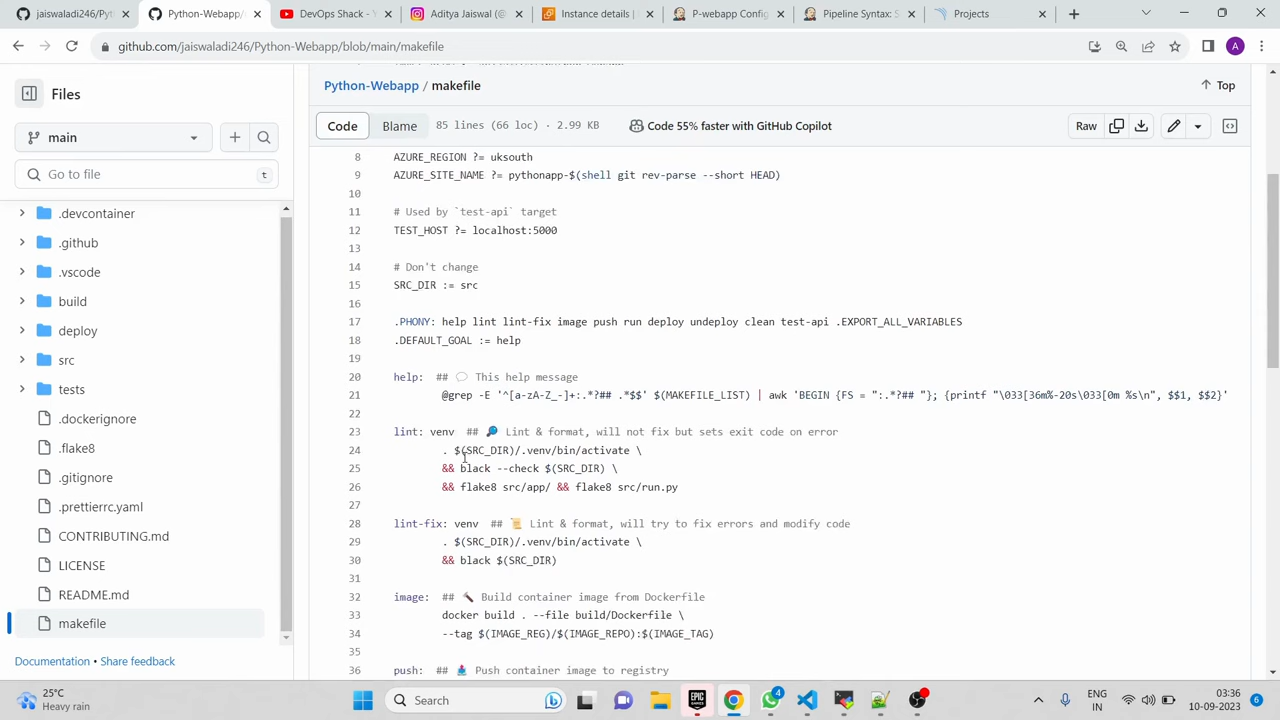 jaiswaladi246/Pyt
Python-Webapp/m
DevOps Shack - Y
Aditya Jaiswal (@
Instance details |
P-webapp Config
Pipeline Syntax: S
Projects
github.com/jaiswaladi246/Python-Webapp/blob/main/makefile
A
Files
Python-Webapp / makefile
Top
main
Code
Blame
85 lines (66 loc) · 2.99 KB
Code 55% faster with GitHub Copilot
Raw
Go to file
t
.devcontainer
.github
.vscode
build
deploy
src
tests
.dockerignore
.flake8
.gitignore
.prettierrc.yaml
CONTRIBUTING.md
LICENSE
README.md
makefile
Documentation • Share feedback
8 AZURE_REGION ?= uksouth
9 AZURE_SITE_NAME ?= pythonapp-$(shell git rev-parse --short HEAD)
10
11 # Used by `test-api` target
12 TEST_HOST ?= localhost:5000
13
14 # Don't change
15 SRC_DIR := src
16
17 .PHONY: help lint lint-fix image push run deploy undeploy clean test-api .EXPORT_ALL_VARIABLES
18 .DEFAULT_GOAL := help
19
20 help: ## 💬 This help message
21 @grep -E '^[a-zA-Z_-]+:.*?## .*$$' $(MAKEFILE_LIST) | awk 'BEGIN {FS = ":.*?## "}; {printf "\033[36m%-20s\033[0m %s\n", $$1, $$2}'
22
23 lint: venv ## 🔎 Lint & format, will not fix but sets exit code on error
24 . $(SRC_DIR)/.venv/bin/activate \
25 && black --check $(SRC_DIR) \
26 && flake8 src/app/ && flake8 src/run.py
27
28 lint-fix: venv ## 📜 Lint & format, will try to fix errors and modify code
29 . $(SRC_DIR)/.venv/bin/activate \
30 && black $(SRC_DIR)
31
32 image: ## 🔨 Build container image from Dockerfile
33 docker build . --file build/Dockerfile \
34 --tag $(IMAGE_REG)/$(IMAGE_REPO):$(IMAGE_TAG)
35
36 push: ## 📤 Push container image to registry
25°C
Heavy rain
Search
4
ENG
IN
03:36
10-09-2023
6